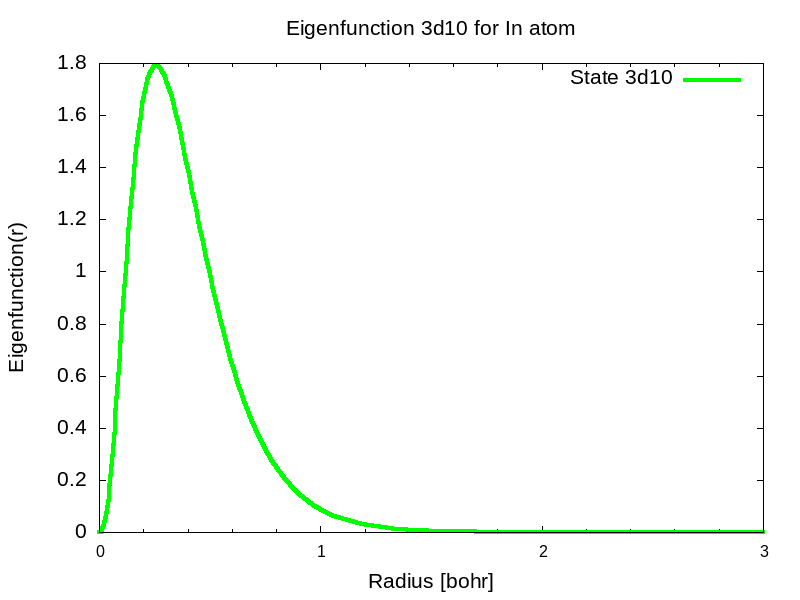 Eigenfunction 3d10 for In atom
State 3d10
1.8
1.6
1.4
1.2
1
0.8
0.6
0.4
0.2
0
Eigenfunction(r)
0 1 2 3
Radius [bohr]